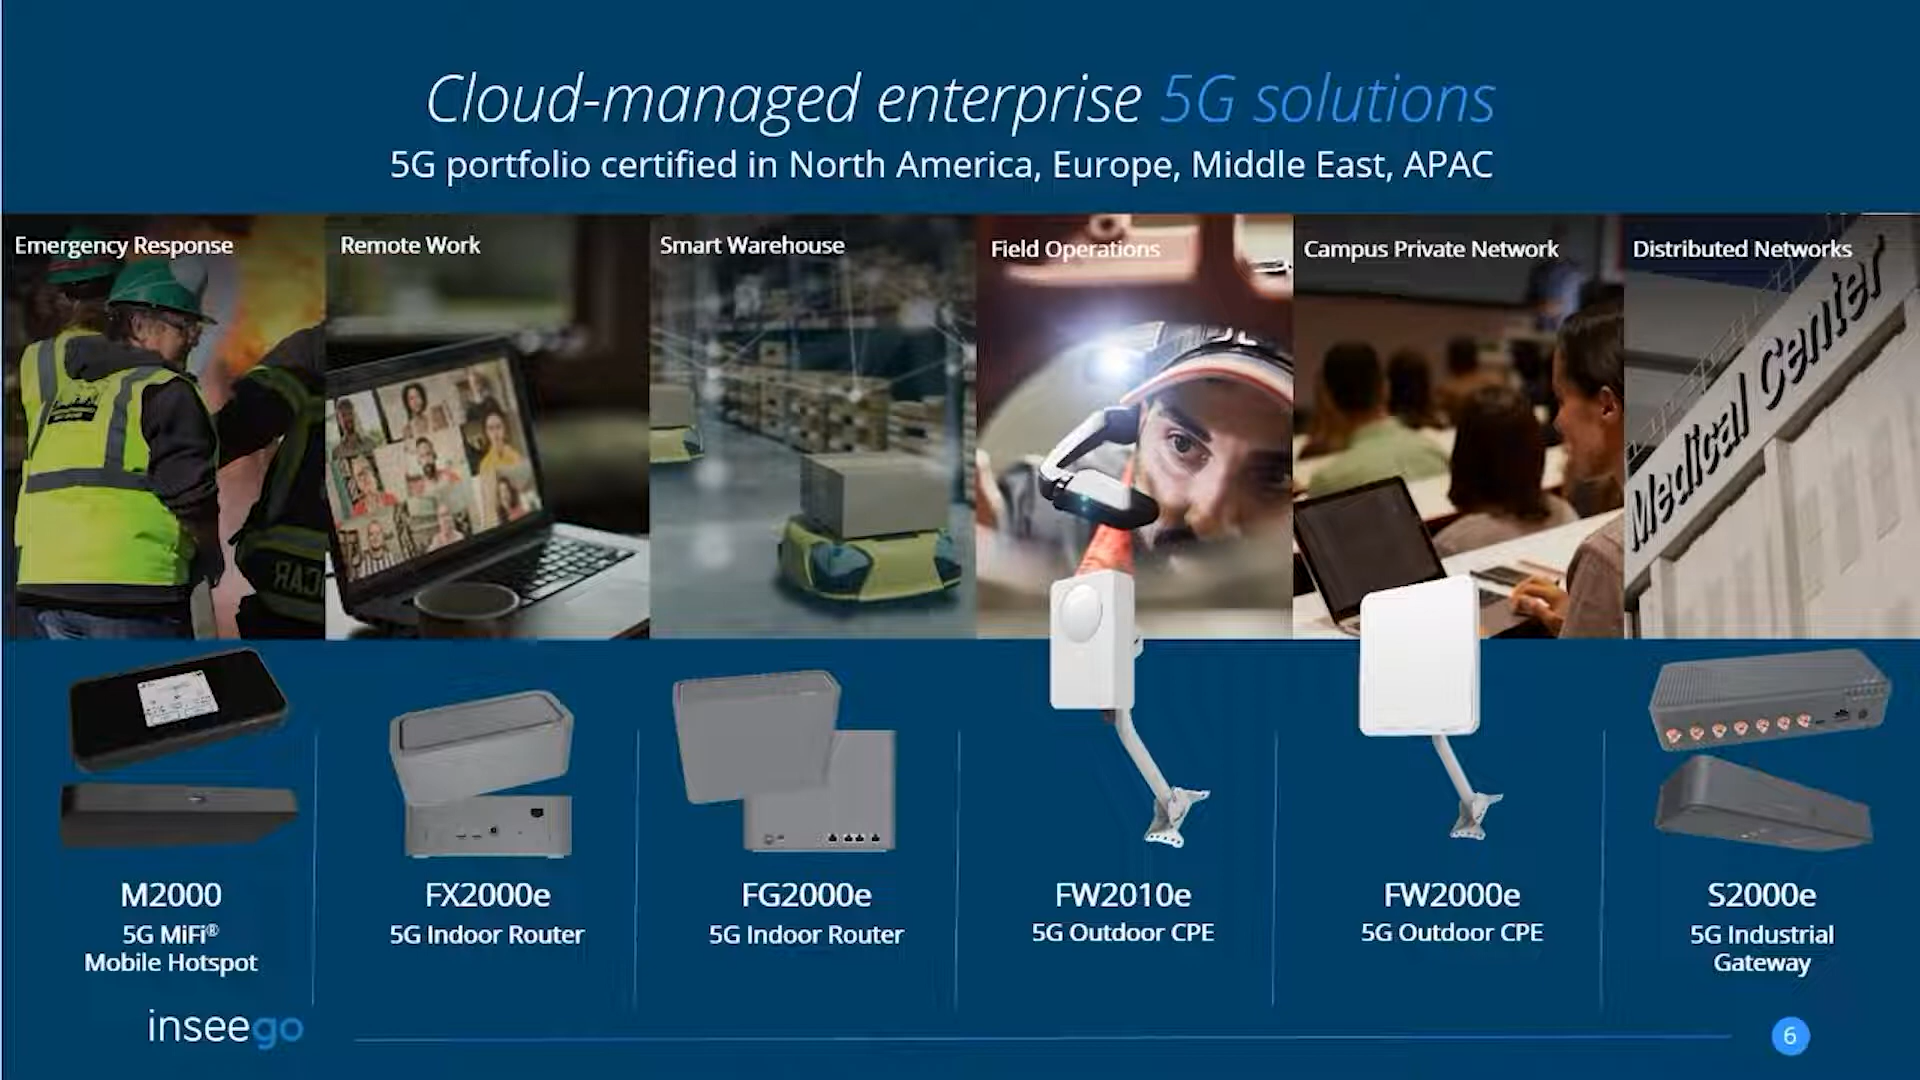 Cloud-managed enterprise 5G solutions
5G portfolio certified in North America, Europe, Middle East, APAC
Emergency Response
Remote Work
Smart Warehouse
Field Operations
Campus Private Network
Distributed Networks
Medical Center
M2000
5G MiFi®
Mobile Hotspot
FX2000e
5G Indoor Router
FG2000e
5G Indoor Router
FW2010e
5G Outdoor CPE
FW2000e
5G Outdoor CPE
S2000e
5G Industrial
Gateway
inseego
6